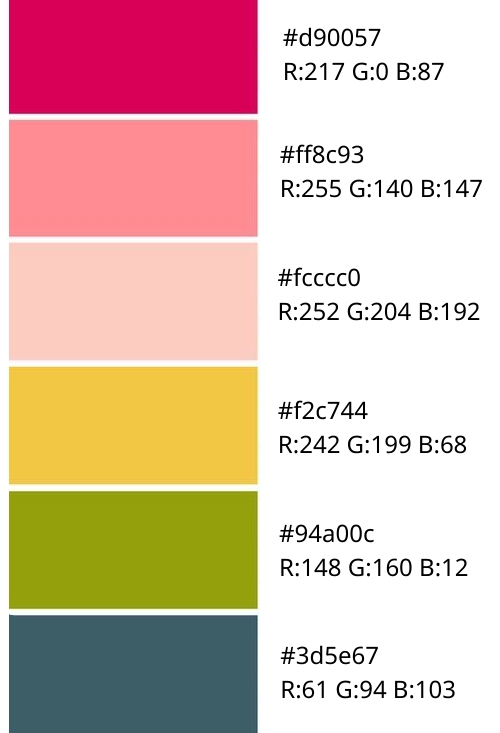 #d90057
R:217 G:0 B:87
#ff8c93
R:255 G:140 B:147
#fcccc0
R:252 G:204 B:192
#f2c744
R:242 G:199 B:68
#94a00c
R:148 G:160 B:12
#3d5e67
R:61 G:94 B:103